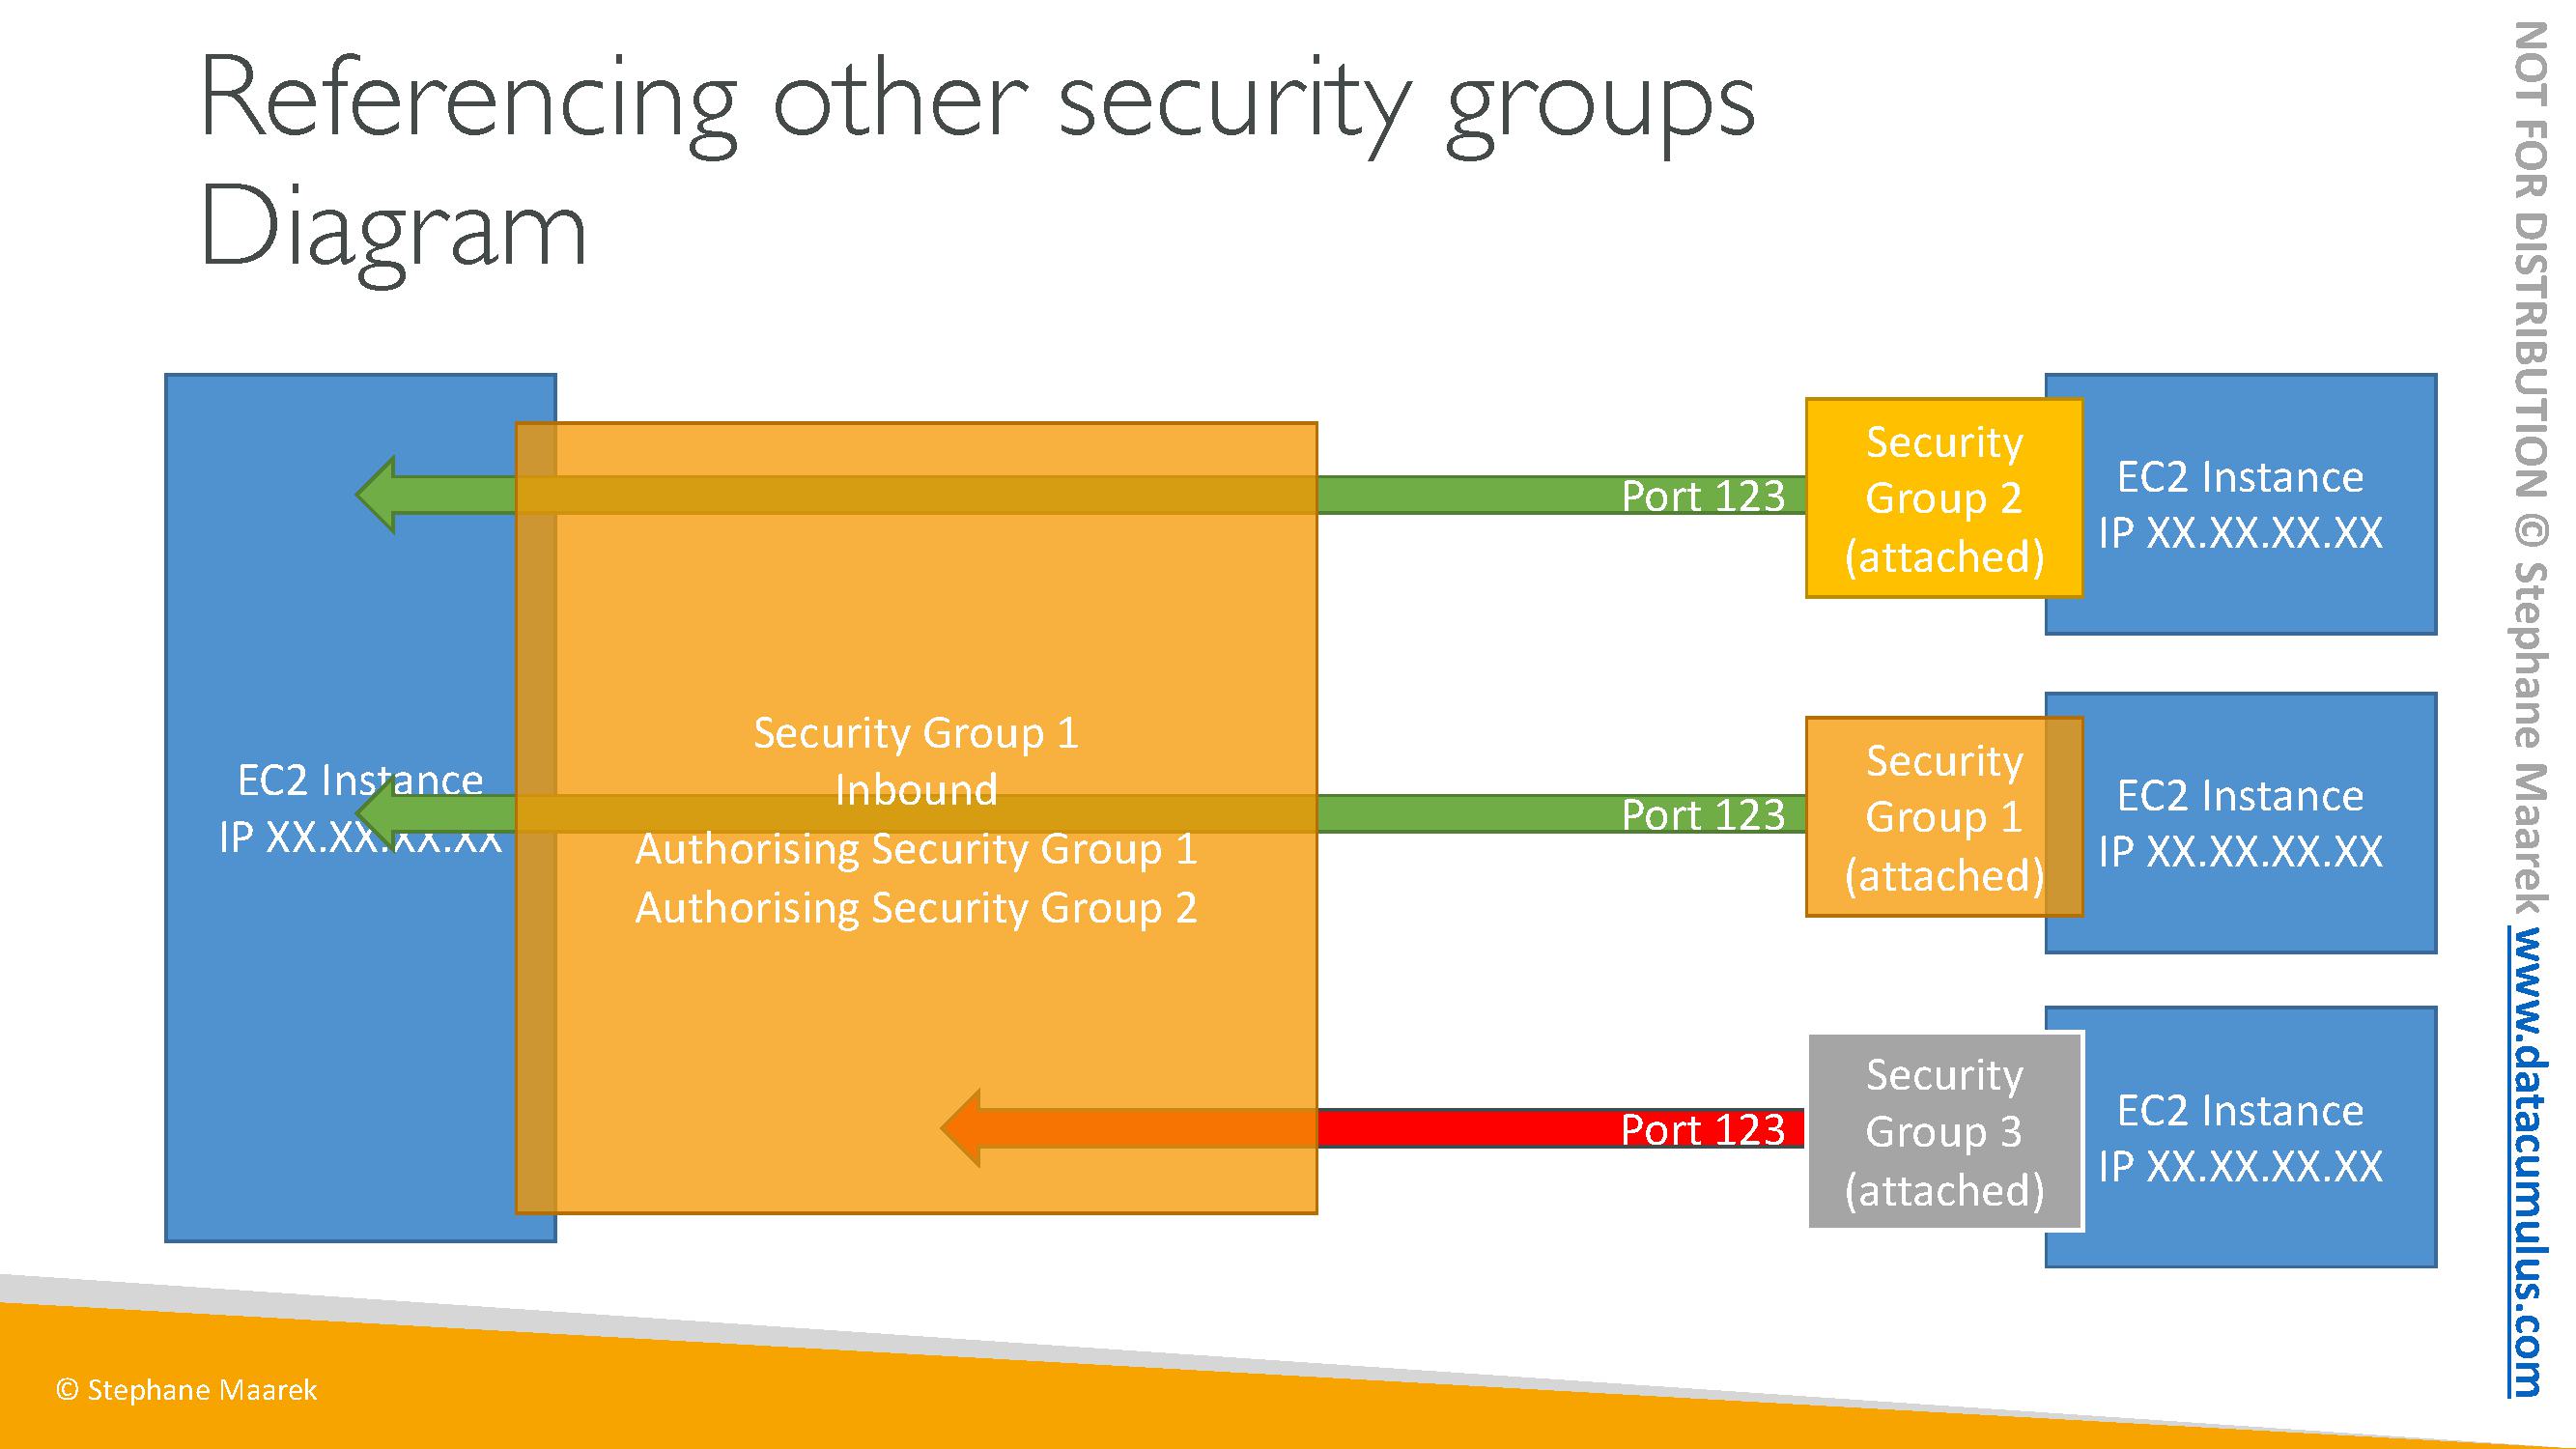 Referencing other security groups
Diagram
EC2 Instance
IP XX.XX.XX.XX
Security Group 1
Inbound
Authorising Security Group 1
Authorising Security Group 2
Port 123
Security
Group 2
(attached)
EC2 Instance
IP XX.XX.XX.XX
Port 123
Security
Group 1
(attached)
EC2 Instance
IP XX.XX.XX.XX
Port 123
Security
Group 3
(attached)
EC2 Instance
IP XX.XX.XX.XX
© Stephane Maarek
NOT FOR DISTRIBUTION © Stephane Maarek www.datacumulus.com